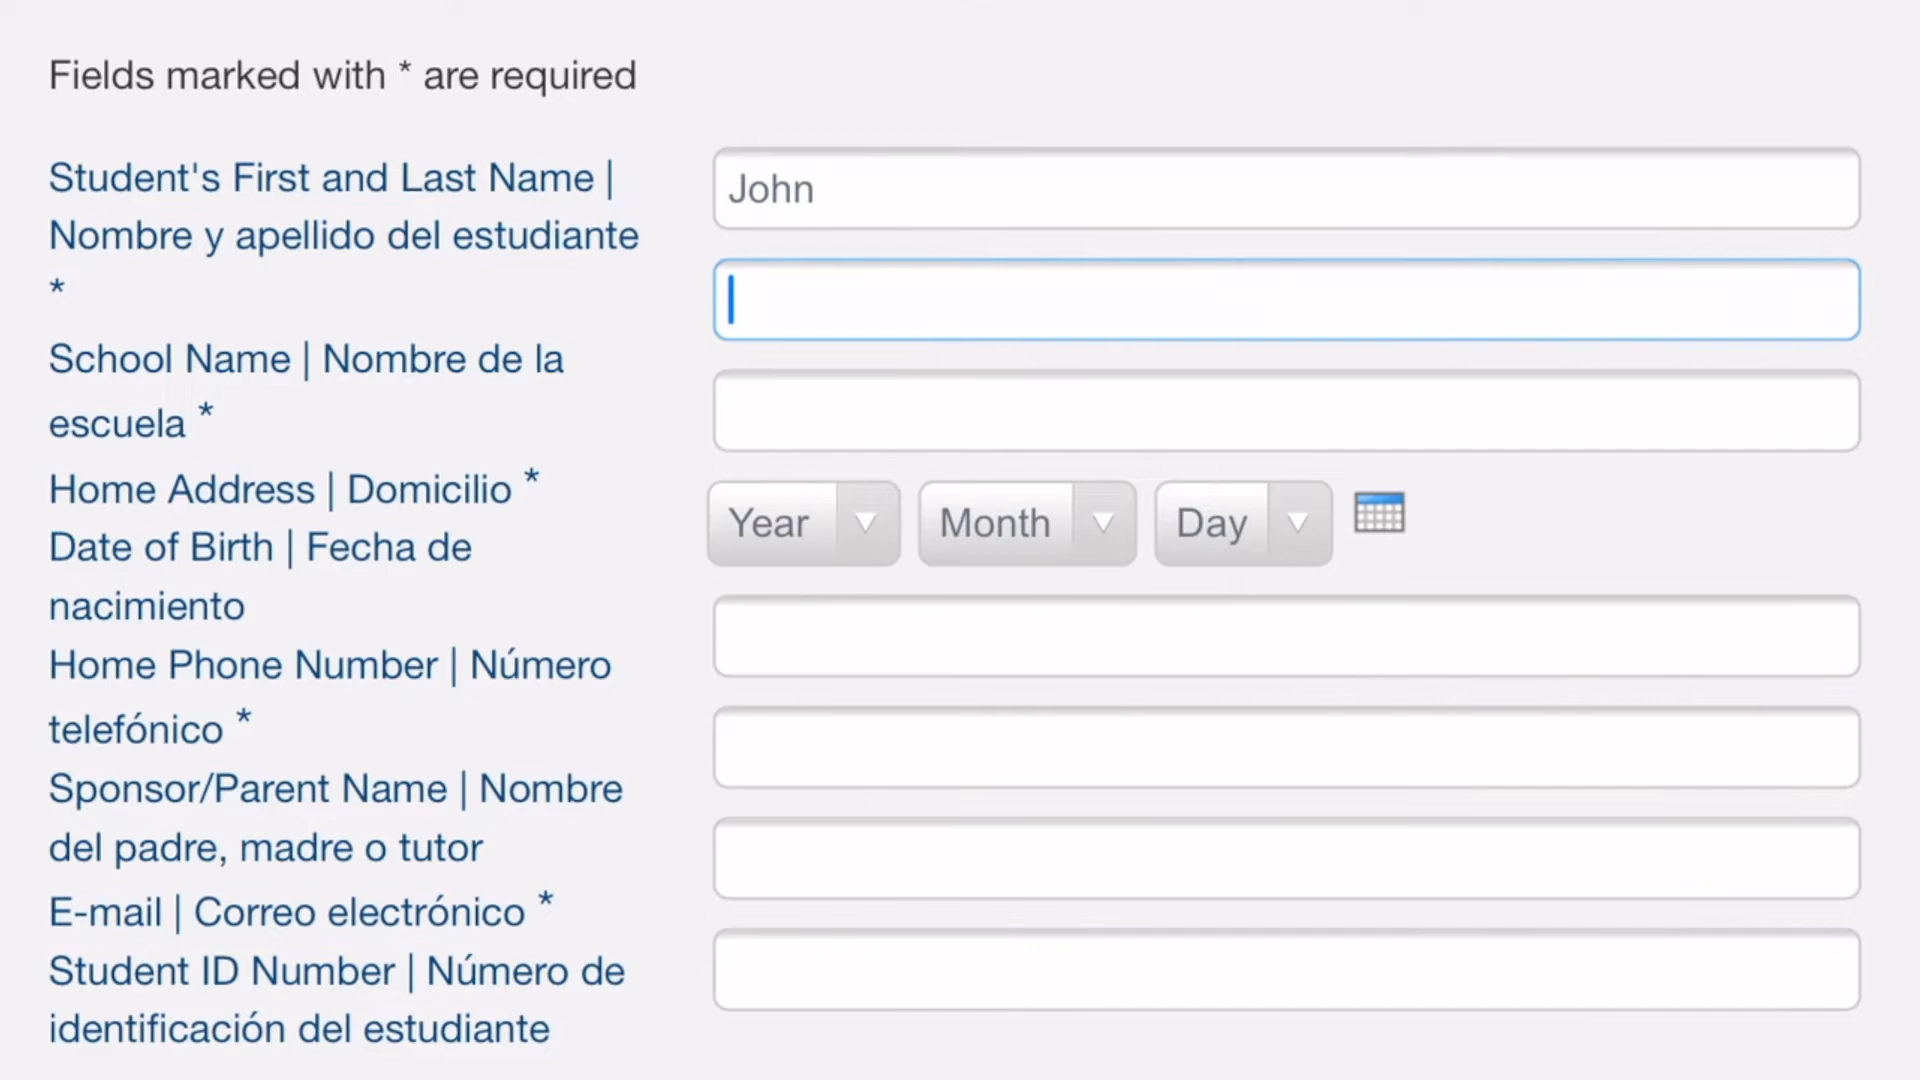 Fields marked with * are required
Student's First and Last Name |
Nombre y apellido del estudiante
*
John
School Name | Nombre de la
escuela *
Home Address | Domicilio *
Date of Birth | Fecha de
nacimiento
Year Month Day
Home Phone Number | Número
telefónico *
Sponsor/Parent Name | Nombre
del padre, madre o tutor
E-mail | Correo electrónico *
Student ID Number | Número de
identificación del estudiante